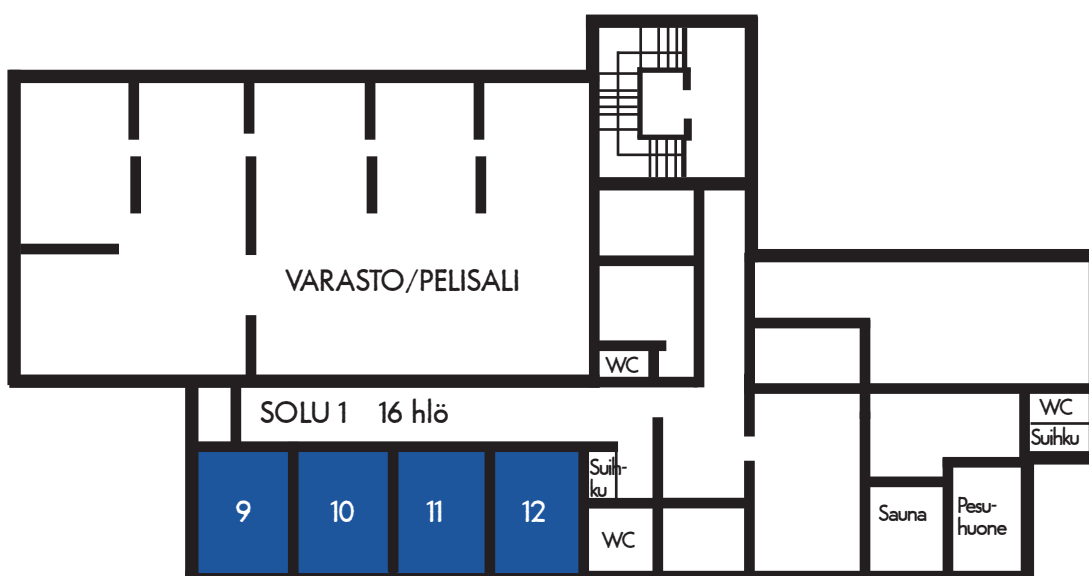 VARASTO/PELISALI
WC
SOLU 1 16 hlö
WC
Suihku
9
10
11
12
Suih-
ku
WC
Sauna
Pesu-
huone